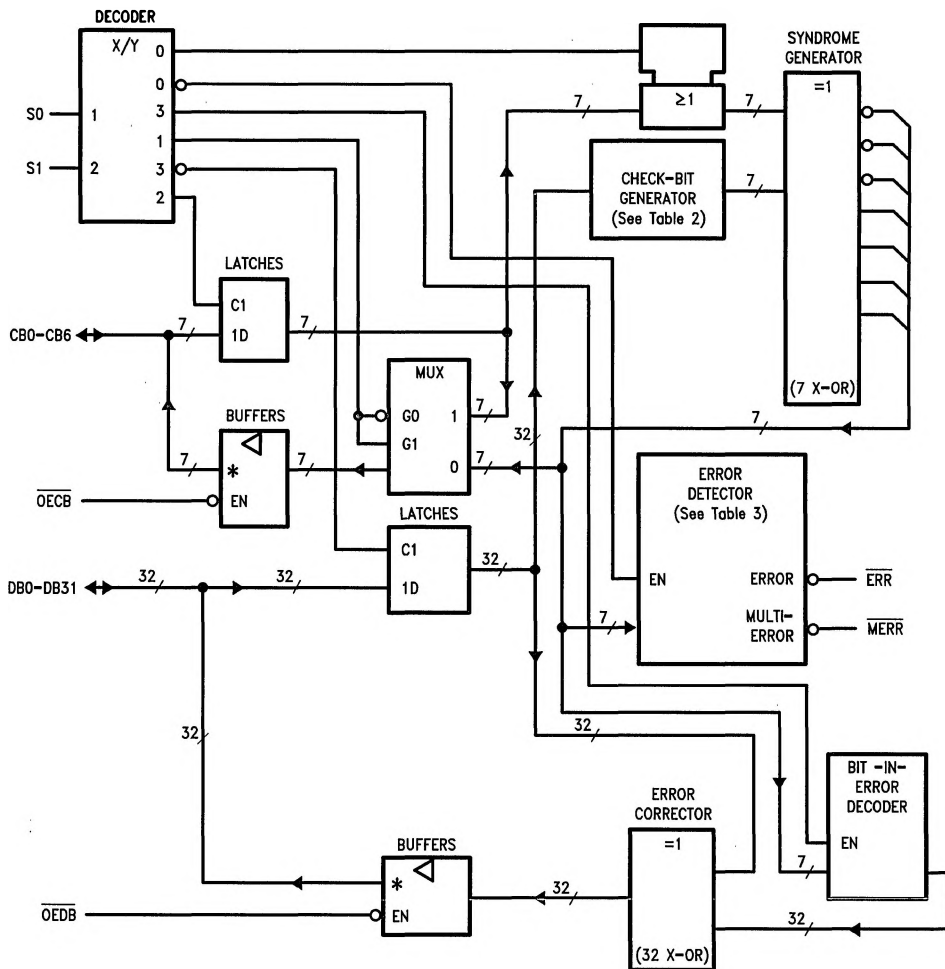 DECODER
X/Y
0
0
3
1
3
2
S0
1
S1
2
≥1
7
7
SYNDROME
GENERATOR
=1
(7 X-OR)
CHECK-BIT
GENERATOR
(See Table 2)
7
LATCHES
C1
1D
CB0-CB6
7
7
MUX
G0
G1
1
0
7
7
32
7
BUFFERS
*
EN
7
7
OECB
LATCHES
C1
1D
32
DB0-DB31
32
32
ERROR
DETECTOR
(See Table 3)
EN
ERROR
ERR
MULTI-
ERROR
MERR
7
32
32
BIT -IN-
ERROR
DECODER
EN
7
ERROR
CORRECTOR
=1
(32 X-OR)
32
32
BUFFERS
*
EN
OEDB